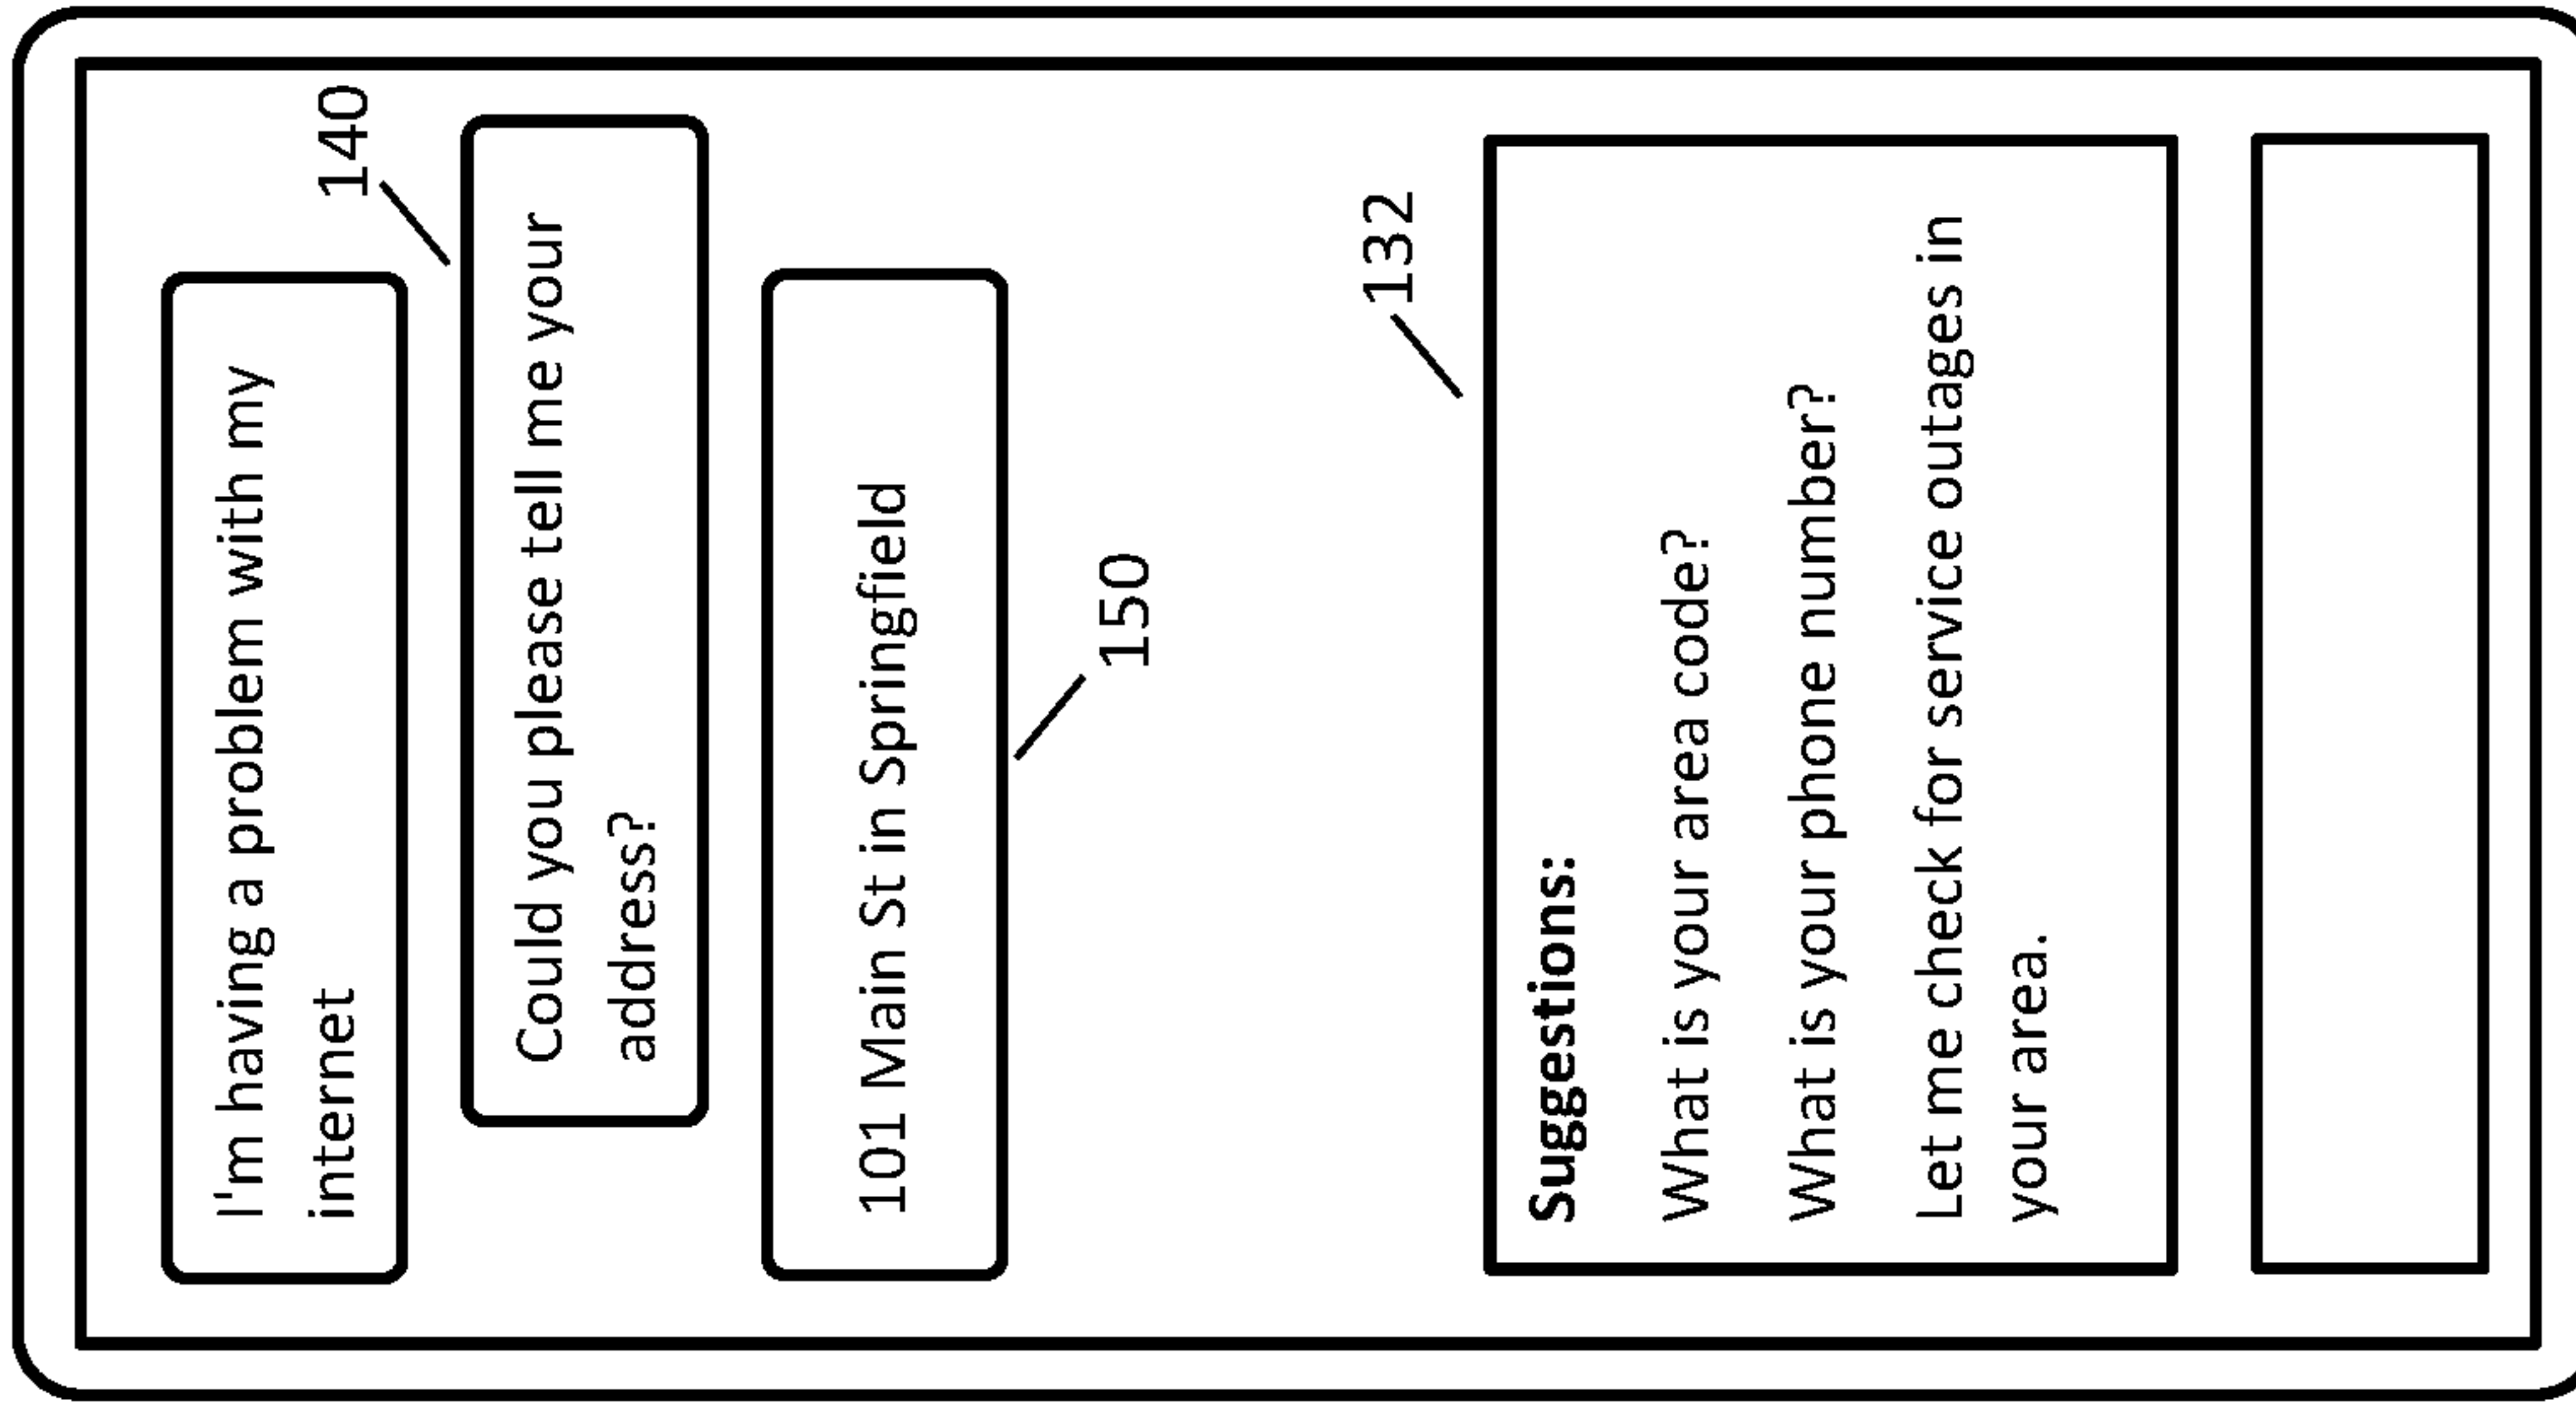 I'm having a problem with my
internet
140
Could you please tell me your
address?
101 Main St in Springfield
150
132
Suggestions:
What is your area code?
What is your phone number?
Let me check for service outages in
your area.